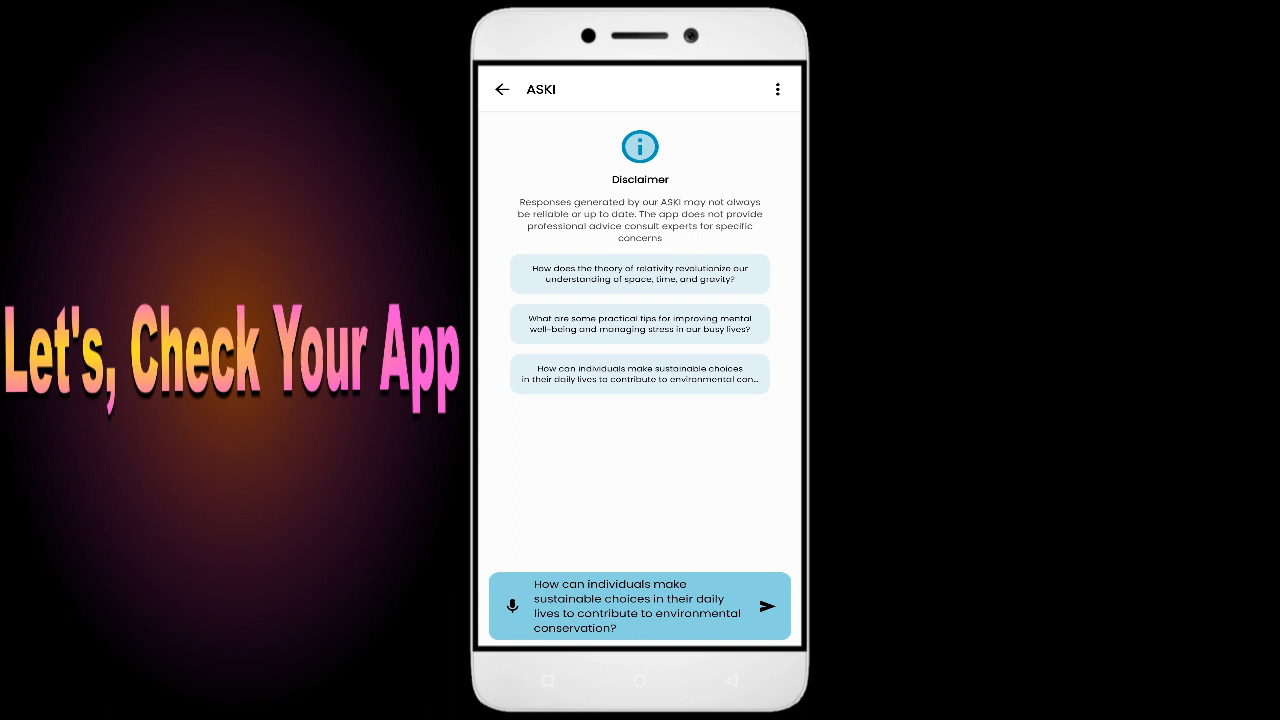 Let's, Check Your App
ASKI
Disclaimer
Responses generated by our ASKI may not always
be reliable or up to date. The app does not provide
professional advice consult experts for specific
concerns
How does the theory of relativity revolutionize our
understanding of space, time, and gravity?
What are some practical tips for improving mental
well-being and managing stress in our busy lives?
How can individuals make sustainable choices
in their daily lives to contribute to environmental con...
How can individuals make
sustainable choices in their daily
lives to contribute to environmental
conservation?